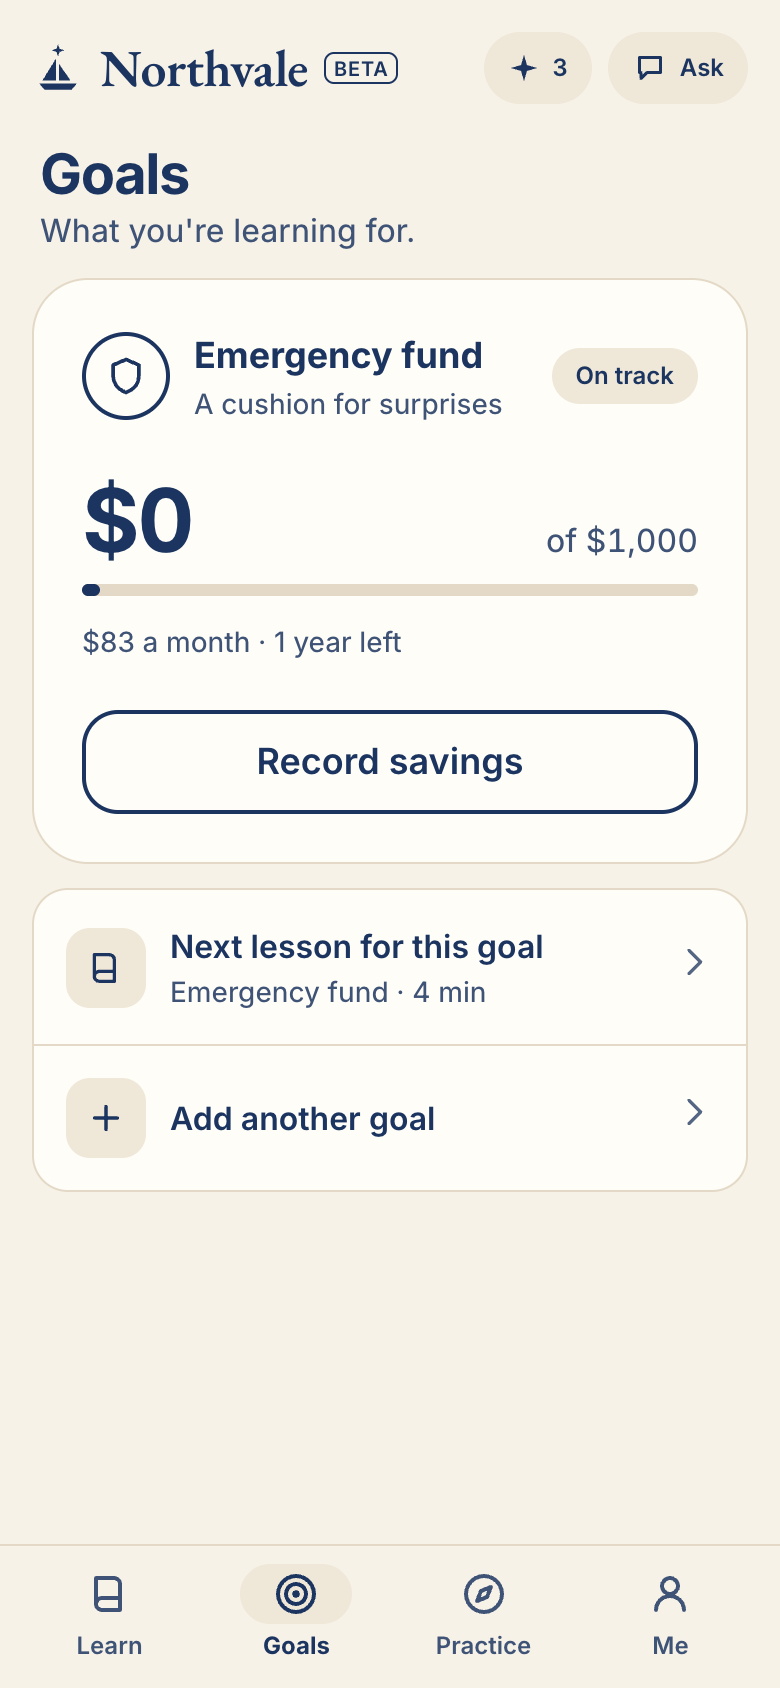 Northvale BETA
3
Ask
Goals
What you're learning for.
Emergency fund
A cushion for surprises
On track
$0
of $1,000
$83 a month · 1 year left
Record savings
Next lesson for this goal
Emergency fund · 4 min
Add another goal
Learn
Goals
Practice
Me